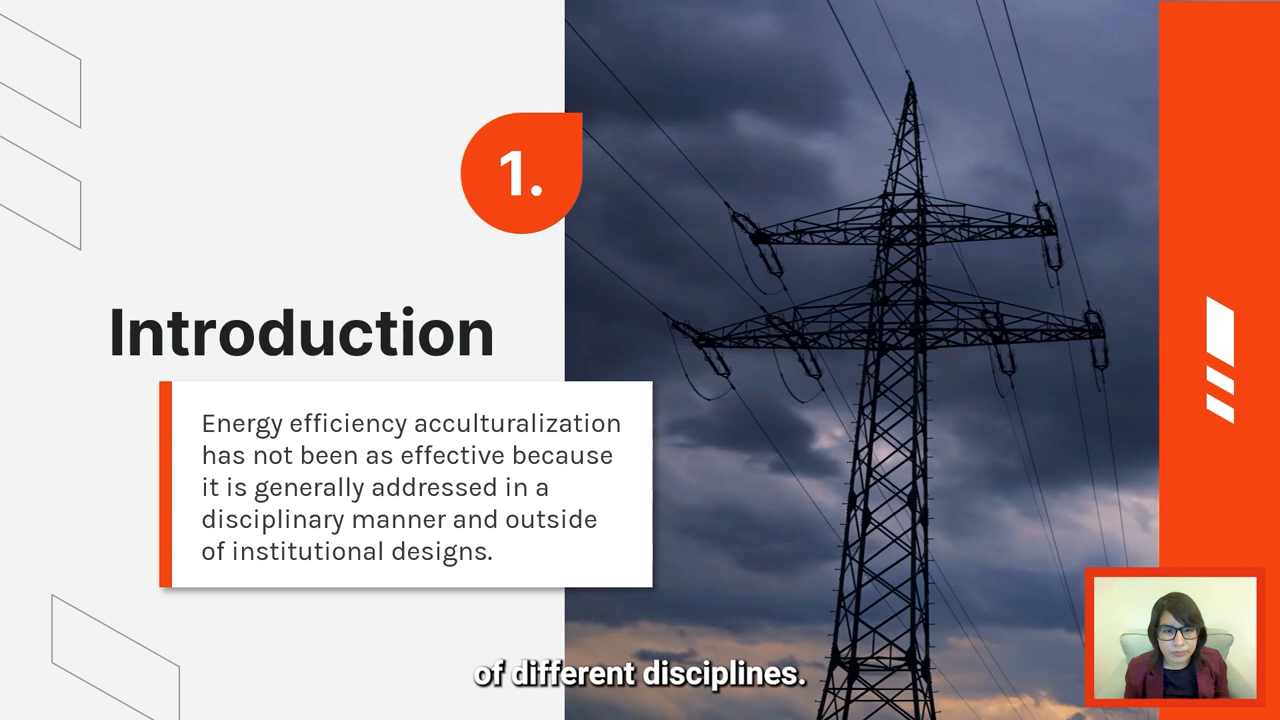 1.
Introduction
Energy efficiency acculturalization
has not been as effective because
it is generally addressed in a
disciplinary manner and outside
of institutional designs.
of different disciplines.